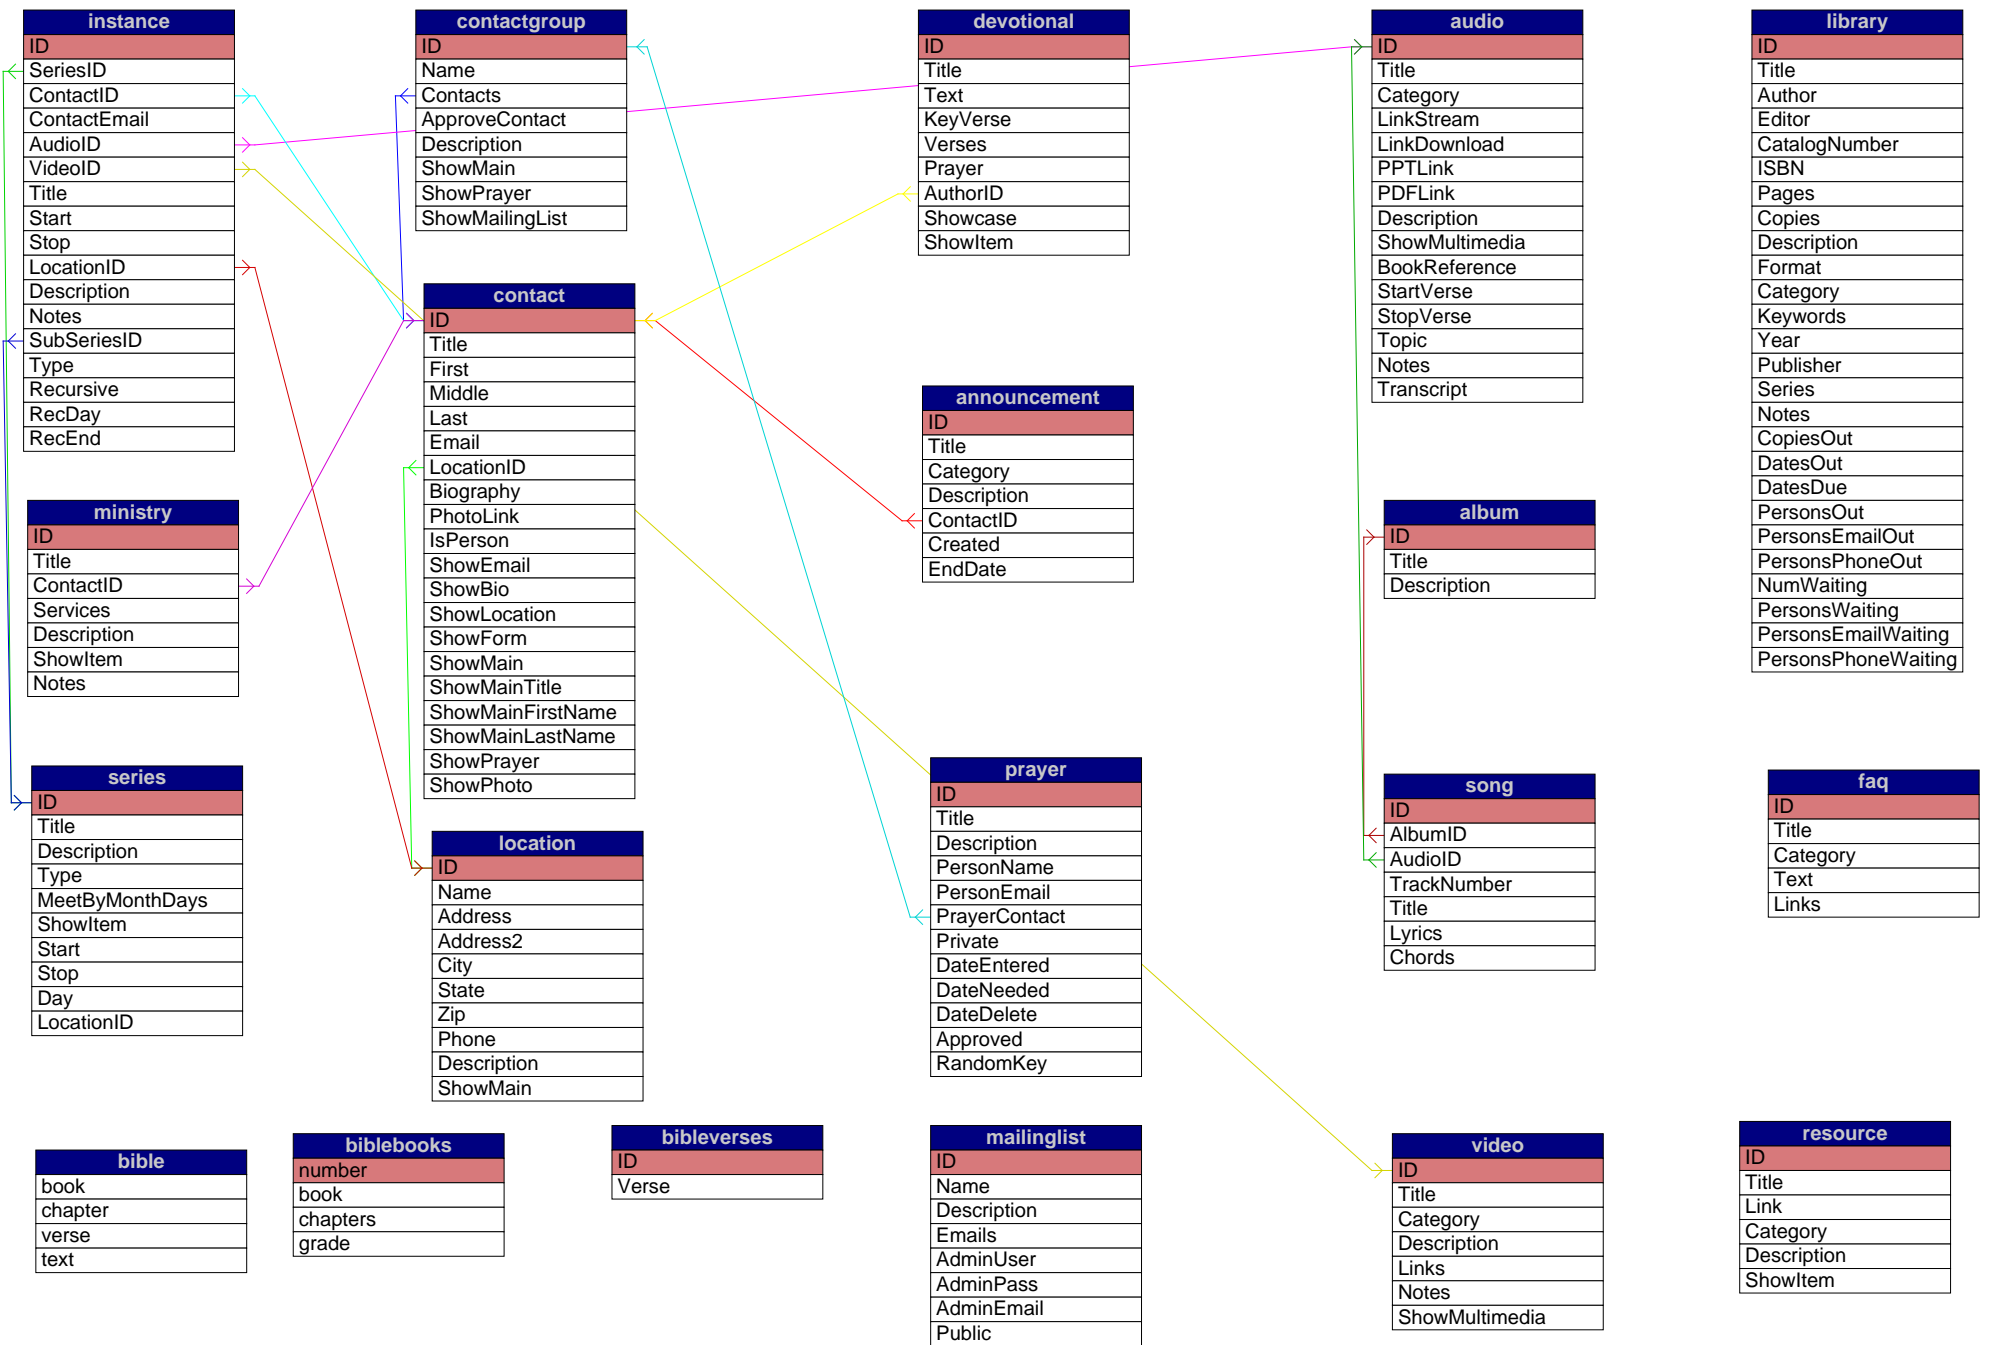 instance
ID
SeriesID
ContactID
ContactEmail
AudioID
VideoID
Title
Start
Stop
LocationID
Description
Notes
SubSeriesID
Type
Recursive
RecDay
RecEnd
contactgroup
ID
Name
Contacts
ApproveContact
Description
ShowMain
ShowPrayer
ShowMailingList
devotional
ID
Title
Text
KeyVerse
Verses
Prayer
AuthorID
Showcase
ShowItem
audio
ID
Title
Category
LinkStream
LinkDownload
PPTLink
PDFLink
Description
ShowMultimedia
BookReference
StartVerse
StopVerse
Topic
Notes
Transcript
library
ID
Title
Author
Editor
CatalogNumber
ISBN
Pages
Copies
Description
Format
Category
Keywords
Year
Publisher
Series
Notes
CopiesOut
DatesOut
DatesDue
PersonsOut
PersonsEmailOut
PersonsPhoneOut
NumWaiting
PersonsWaiting
PersonsEmailWaiting
PersonsPhoneWaiting
contact
ID
Title
First
Middle
Last
Email
LocationID
Biography
PhotoLink
IsPerson
ShowEmail
ShowBio
ShowLocation
ShowForm
ShowMain
ShowMainTitle
ShowMainFirstName
ShowMainLastName
ShowPrayer
ShowPhoto
announcement
ID
Title
Category
Description
ContactID
Created
EndDate
ministry
ID
Title
ContactID
Services
Description
ShowItem
Notes
album
ID
Title
Description
series
ID
Title
Description
Type
MeetByMonthDays
ShowItem
Start
Stop
Day
LocationID
location
ID
Name
Address
Address2
City
State
Zip
Phone
Description
ShowMain
prayer
ID
Title
Description
PersonName
PersonEmail
PrayerContact
Private
DateEntered
DateNeeded
DateDelete
Approved
RandomKey
song
ID
AlbumID
AudioID
TrackNumber
Title
Lyrics
Chords
faq
ID
Title
Category
Text
Links
bible
book
chapter
verse
text
biblebooks
number
book
chapters
grade
bibleverses
ID
Verse
mailinglist
ID
Name
Description
Emails
AdminUser
AdminPass
AdminEmail
Public
video
ID
Title
Category
Description
Links
Notes
ShowMultimedia
resource
ID
Title
Link
Category
Description
ShowItem